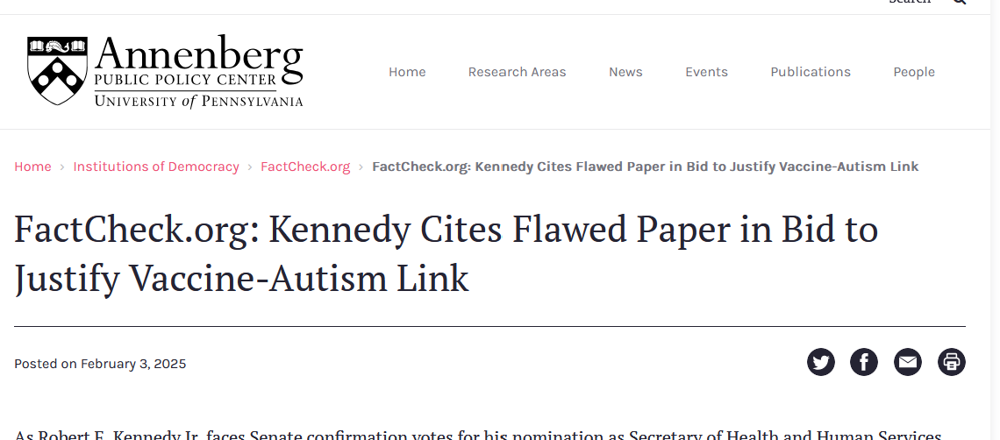 Search
Annenberg
PUBLIC POLICY CENTER
UNIVERSITY of PENNSYLVANIA
Home Research Areas News Events Publications People
Home › Institutions of Democracy › FactCheck.org › FactCheck.org: Kennedy Cites Flawed Paper in Bid to Justify Vaccine-Autism Link
FactCheck.org: Kennedy Cites Flawed Paper in Bid to
Justify Vaccine-Autism Link
Posted on February 3, 2025
As Robert F. Kennedy Jr. faces Senate confirmation votes for his nomination as Secretary of Health and Human Services,